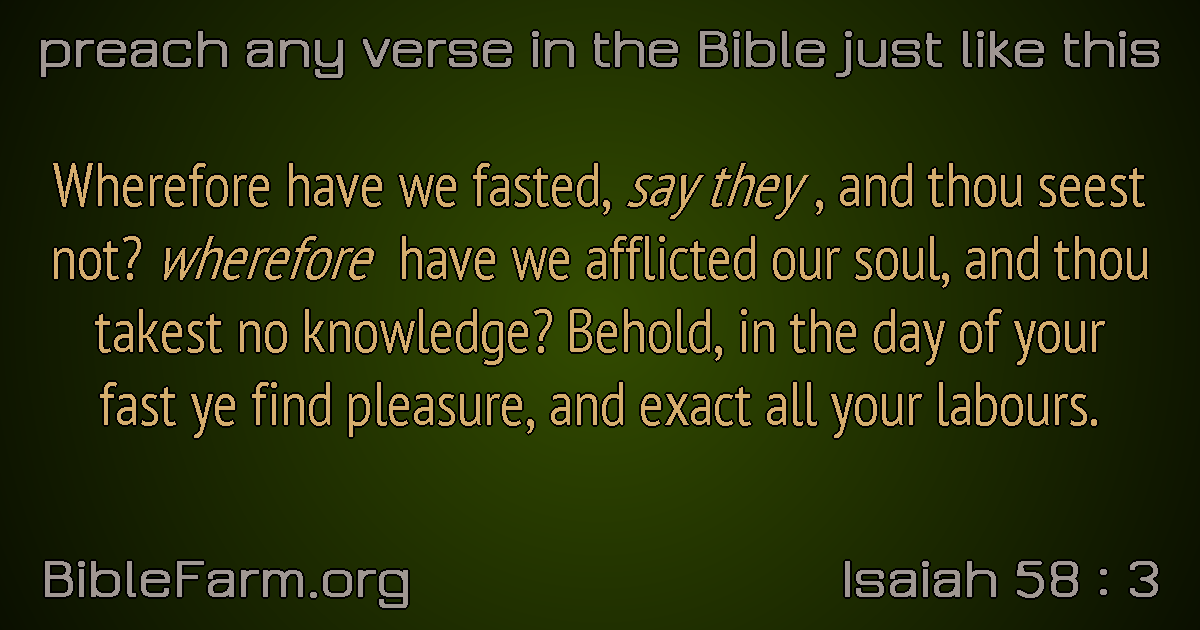 preach any verse in the Bible just like this
Wherefore have we fasted, say they , and thou seest
not? wherefore have we afflicted our soul, and thou
takest no knowledge? Behold, in the day of your
fast ye find pleasure, and exact all your labours.
BibleFarm.org
Isaiah 58 : 3